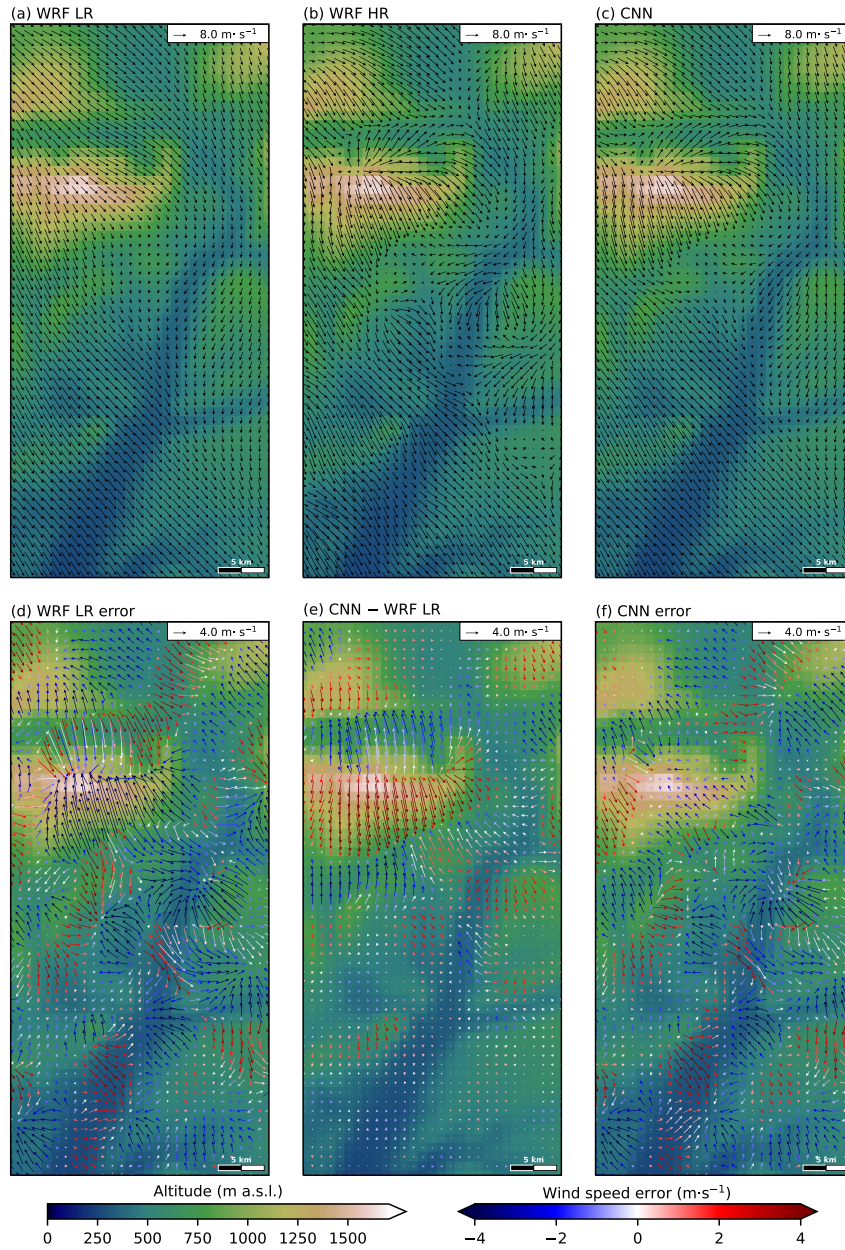 (a) WRF LR
(b) WRF HR
(c) CNN
8.0 m· s⁻¹
8.0 m· s⁻¹
8.0 m· s⁻¹
5 km
5 km
5 km
(d) WRF LR error
(e) CNN − WRF LR
(f) CNN error
4.0 m· s⁻¹
4.0 m· s⁻¹
4.0 m· s⁻¹
5 km
5 km
5 km
Altitude (m a.s.l.)
0 250 500 750 1000 1250 1500
Wind speed error (m·s⁻¹)
−4 −2 0 2 4